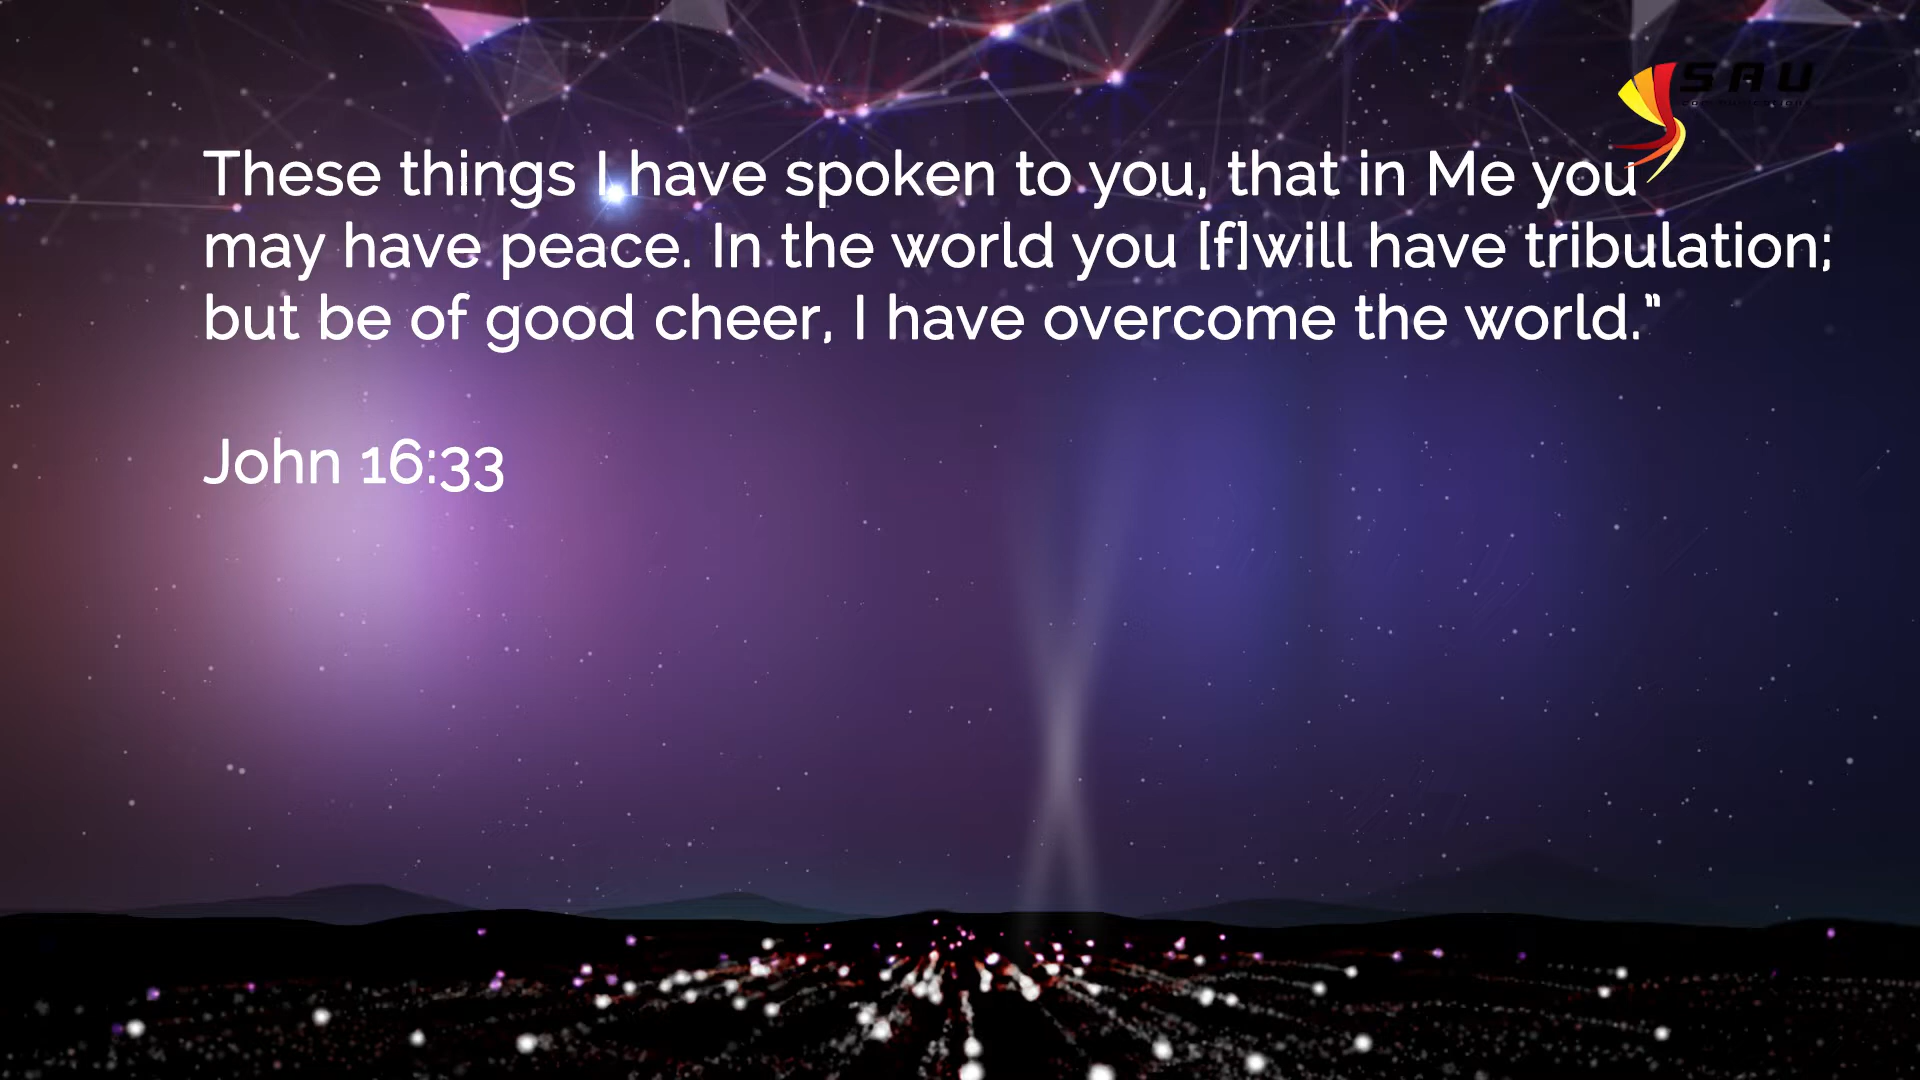 SAU
communications
These things I have spoken to you, that in Me you
may have peace. In the world you [f]will have tribulation;
but be of good cheer, I have overcome the world.”
John 16:33